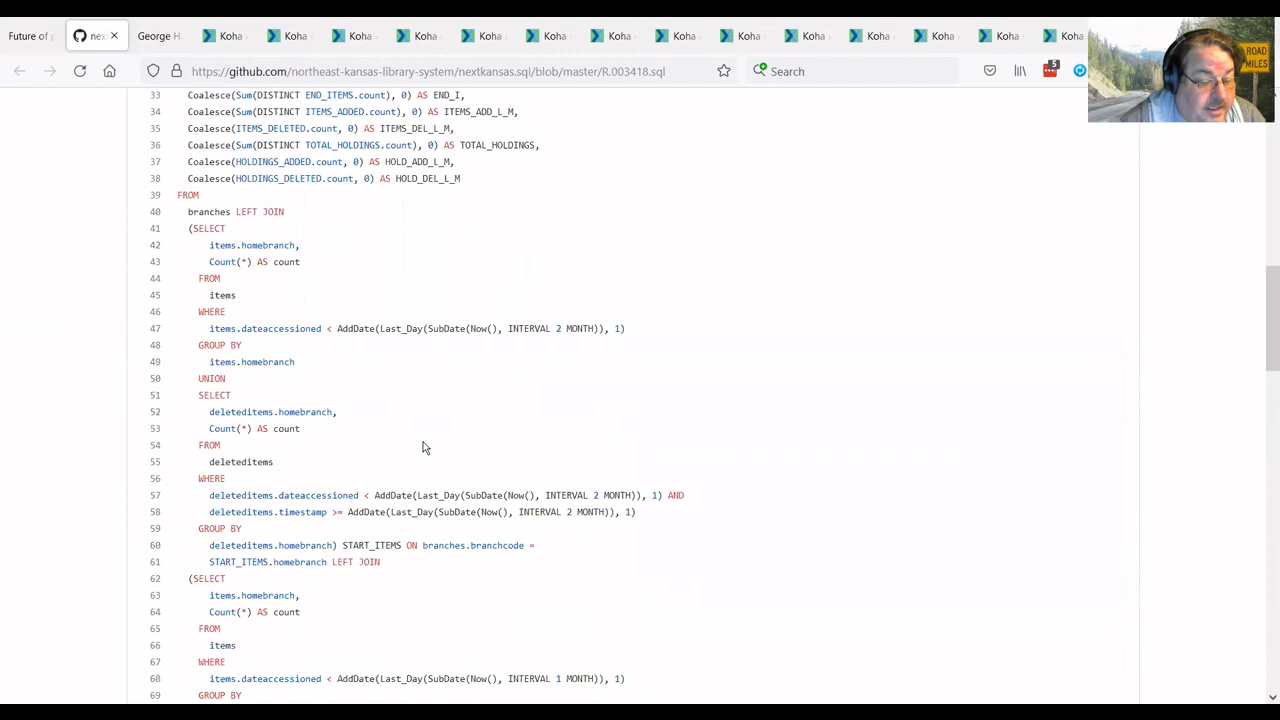 Future of
nex
George H
Koha
Koha
Koha
Koha
Koha
Koha
Koha
Koha
Koha
Koha
Koha
Koha
Koha
Koha
https://github.com/northeast-kansas-library-system/nextkansas.sql/blob/master/R.003418.sql
Search
5
ROAD
MILES
33 Coalesce(Sum(DISTINCT END_ITEMS.count), 0) AS END_I,
34 Coalesce(Sum(DISTINCT ITEMS_ADDED.count), 0) AS ITEMS_ADD_L_M,
35 Coalesce(ITEMS_DELETED.count, 0) AS ITEMS_DEL_L_M,
36 Coalesce(Sum(DISTINCT TOTAL_HOLDINGS.count), 0) AS TOTAL_HOLDINGS,
37 Coalesce(HOLDINGS_ADDED.count, 0) AS HOLD_ADD_L_M,
38 Coalesce(HOLDINGS_DELETED.count, 0) AS HOLD_DEL_L_M
39 FROM
40 branches LEFT JOIN
41 (SELECT
42 items.homebranch,
43 Count(*) AS count
44 FROM
45 items
46 WHERE
47 items.dateaccessioned < AddDate(Last_Day(SubDate(Now(), INTERVAL 2 MONTH)), 1)
48 GROUP BY
49 items.homebranch
50 UNION
51 SELECT
52 deleteditems.homebranch,
53 Count(*) AS count
54 FROM
55 deleteditems
56 WHERE
57 deleteditems.dateaccessioned < AddDate(Last_Day(SubDate(Now(), INTERVAL 2 MONTH)), 1) AND
58 deleteditems.timestamp >= AddDate(Last_Day(SubDate(Now(), INTERVAL 2 MONTH)), 1)
59 GROUP BY
60 deleteditems.homebranch) START_ITEMS ON branches.branchcode =
61 START_ITEMS.homebranch LEFT JOIN
62 (SELECT
63 items.homebranch,
64 Count(*) AS count
65 FROM
66 items
67 WHERE
68 items.dateaccessioned < AddDate(Last_Day(SubDate(Now(), INTERVAL 1 MONTH)), 1)
69 GROUP BY